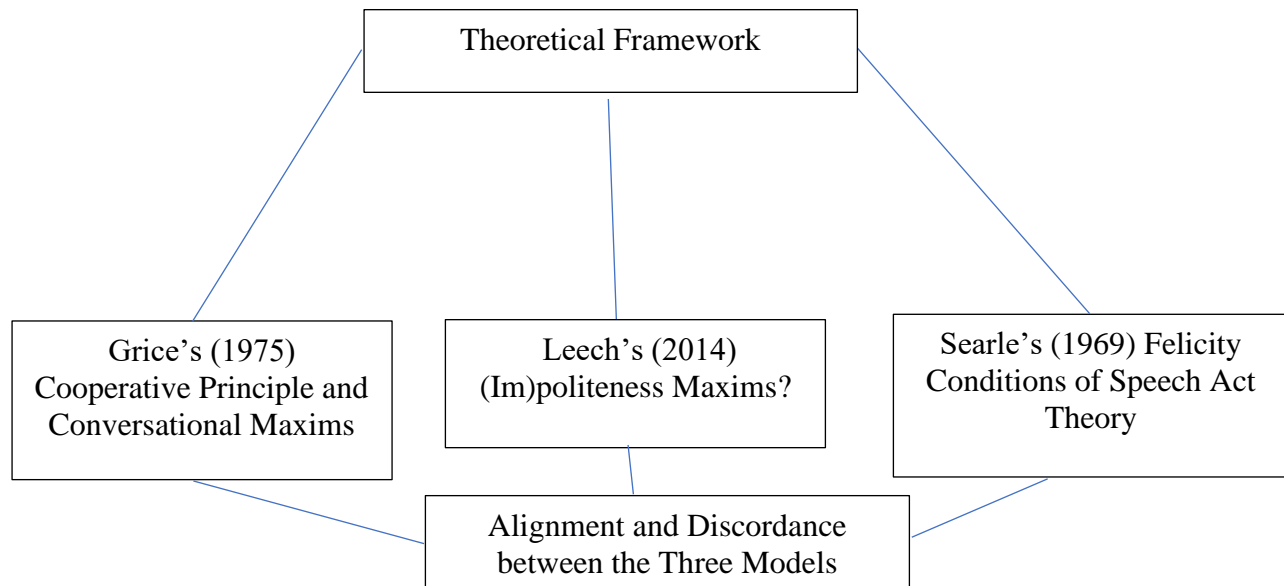 Theoretical Framework
Grice’s (1975)
Cooperative Principle and
Conversational Maxims
Leech’s (2014)
(Im)politeness Maxims?
Searle’s (1969) Felicity
Conditions of Speech Act
Theory
Alignment and Discordance
between the Three Models